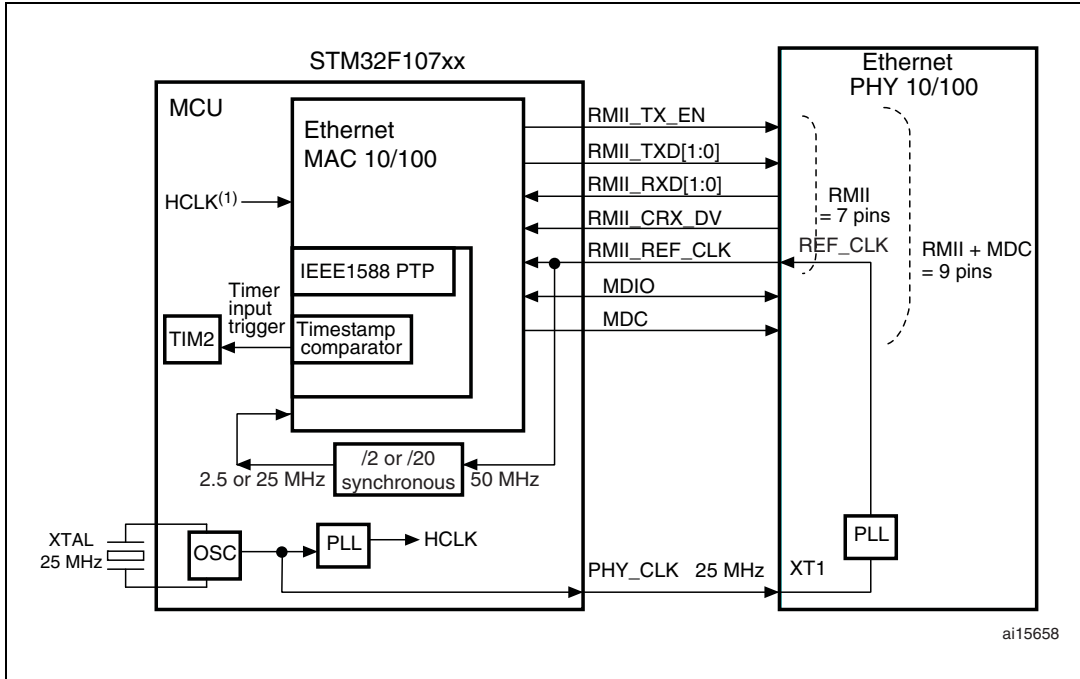 STM32F107xx
MCU
Ethernet
MAC 10/100
HCLK(1)
IEEE1588 PTP
Timer
input
trigger
Timestamp
comparator
TIM2
/2 or /20
synchronous
2.5 or 25 MHz
50 MHz
XTAL
25 MHz
OSC
PLL
HCLK
RMII_TX_EN
RMII_TXD[1:0]
RMII_RXD[1:0]
RMII_CRX_DV
RMII_REF_CLK
MDIO
MDC
PHY_CLK 25 MHz
Ethernet
PHY 10/100
RMII
= 7 pins
REF_CLK
RMII + MDC
= 9 pins
PLL
XT1
ai15658